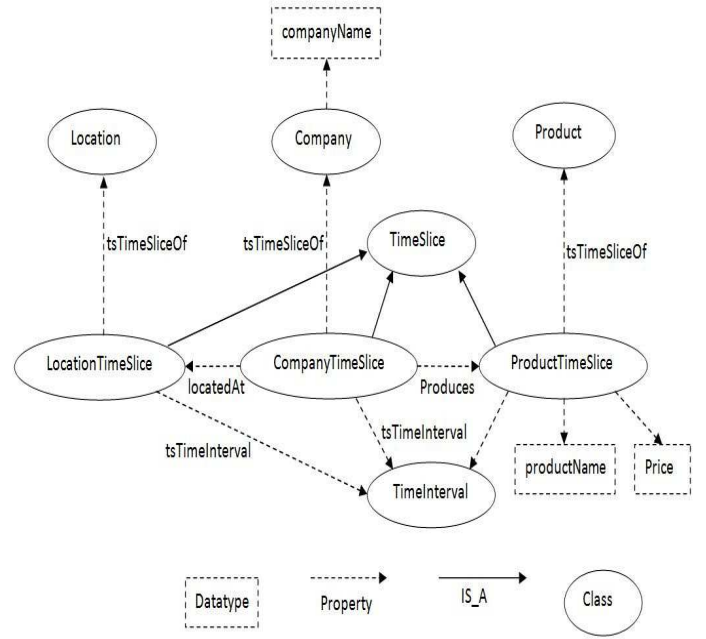 companyName
Location
Company
Product
tsTimeSliceOf
tsTimeSliceOf
TimeSlice
tsTimeSliceOf
LocationTimeSlice
CompanyTimeSlice
ProductTimeSlice
locatedAt
Produces
tsTimeInterval
tsTimeInterval
productName
Price
TimeInterval
Datatype
Property
IS_A
Class